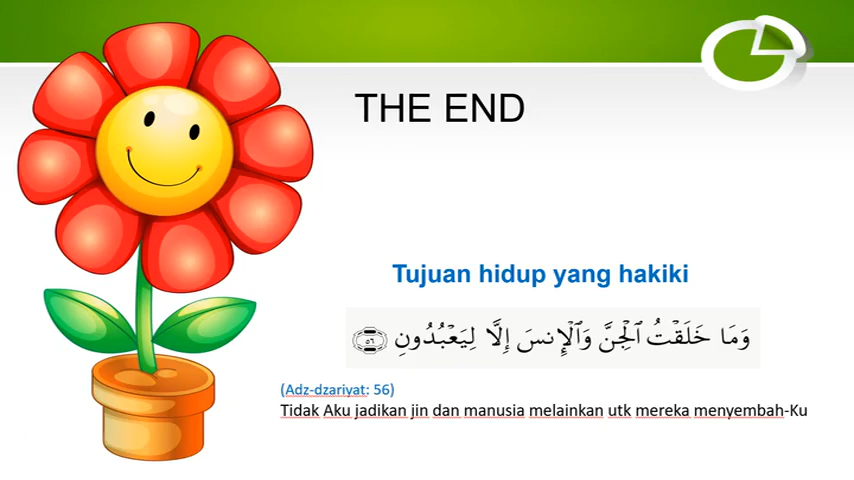 THE END
Tujuan hidup yang hakiki
وَمَا خَلَقْتُ ٱلْجِنَّ وَٱلْإِنسَ إِلَّا لِيَعْبُدُونِ ٥٦
(Adz-dzariyat: 56)
Tidak Aku jadikan jin dan manusia melainkan utk mereka menyembah-Ku